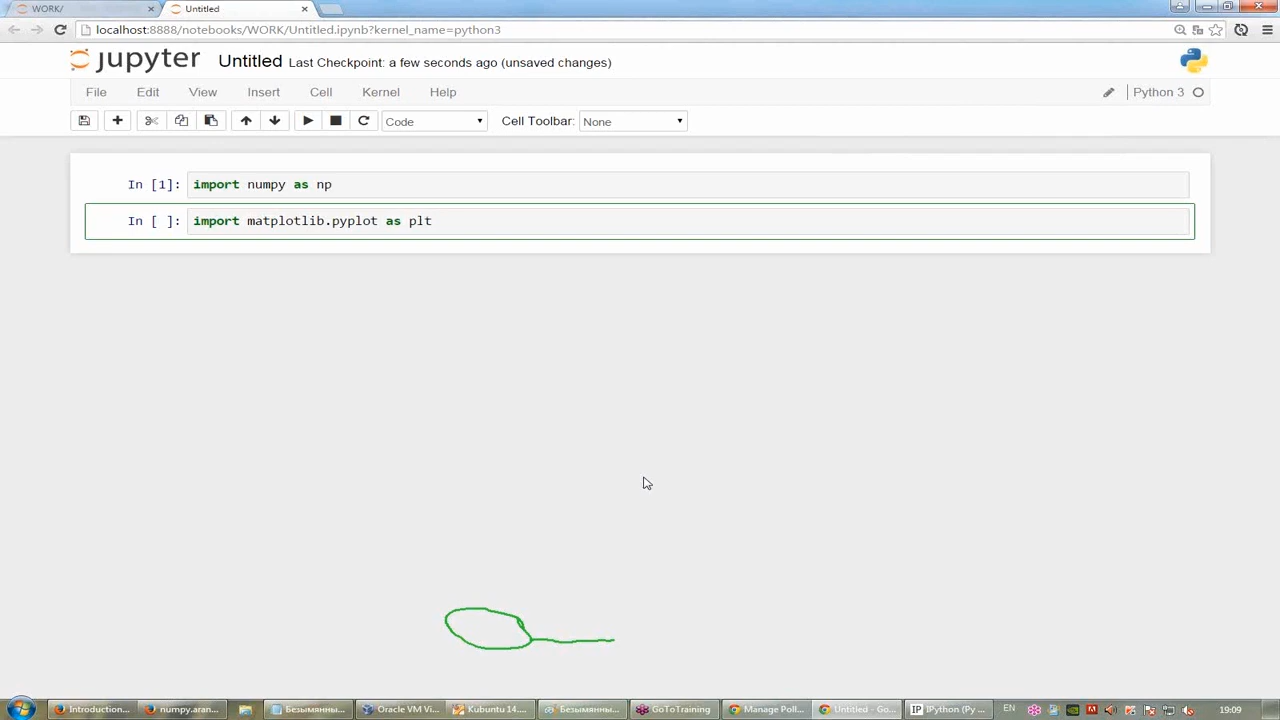 WORK/
Untitled
localhost:8888/notebooks/WORK/Untitled.ipynb?kernel_name=python3
jupyter Untitled Last Checkpoint: a few seconds ago (unsaved changes)
File Edit View Insert Cell Kernel Help Python 3
Code Cell Toolbar: None
In [1]: import numpy as np
In [ ]: import matplotlib.pyplot as plt
Introduction... numpy.aran... Безымянны... Oracle VM Vi... Kubuntu 14.... Безымянны... GoToTraining Manage Poll... Untitled - Go... IP IPython (Py ... EN 19:09